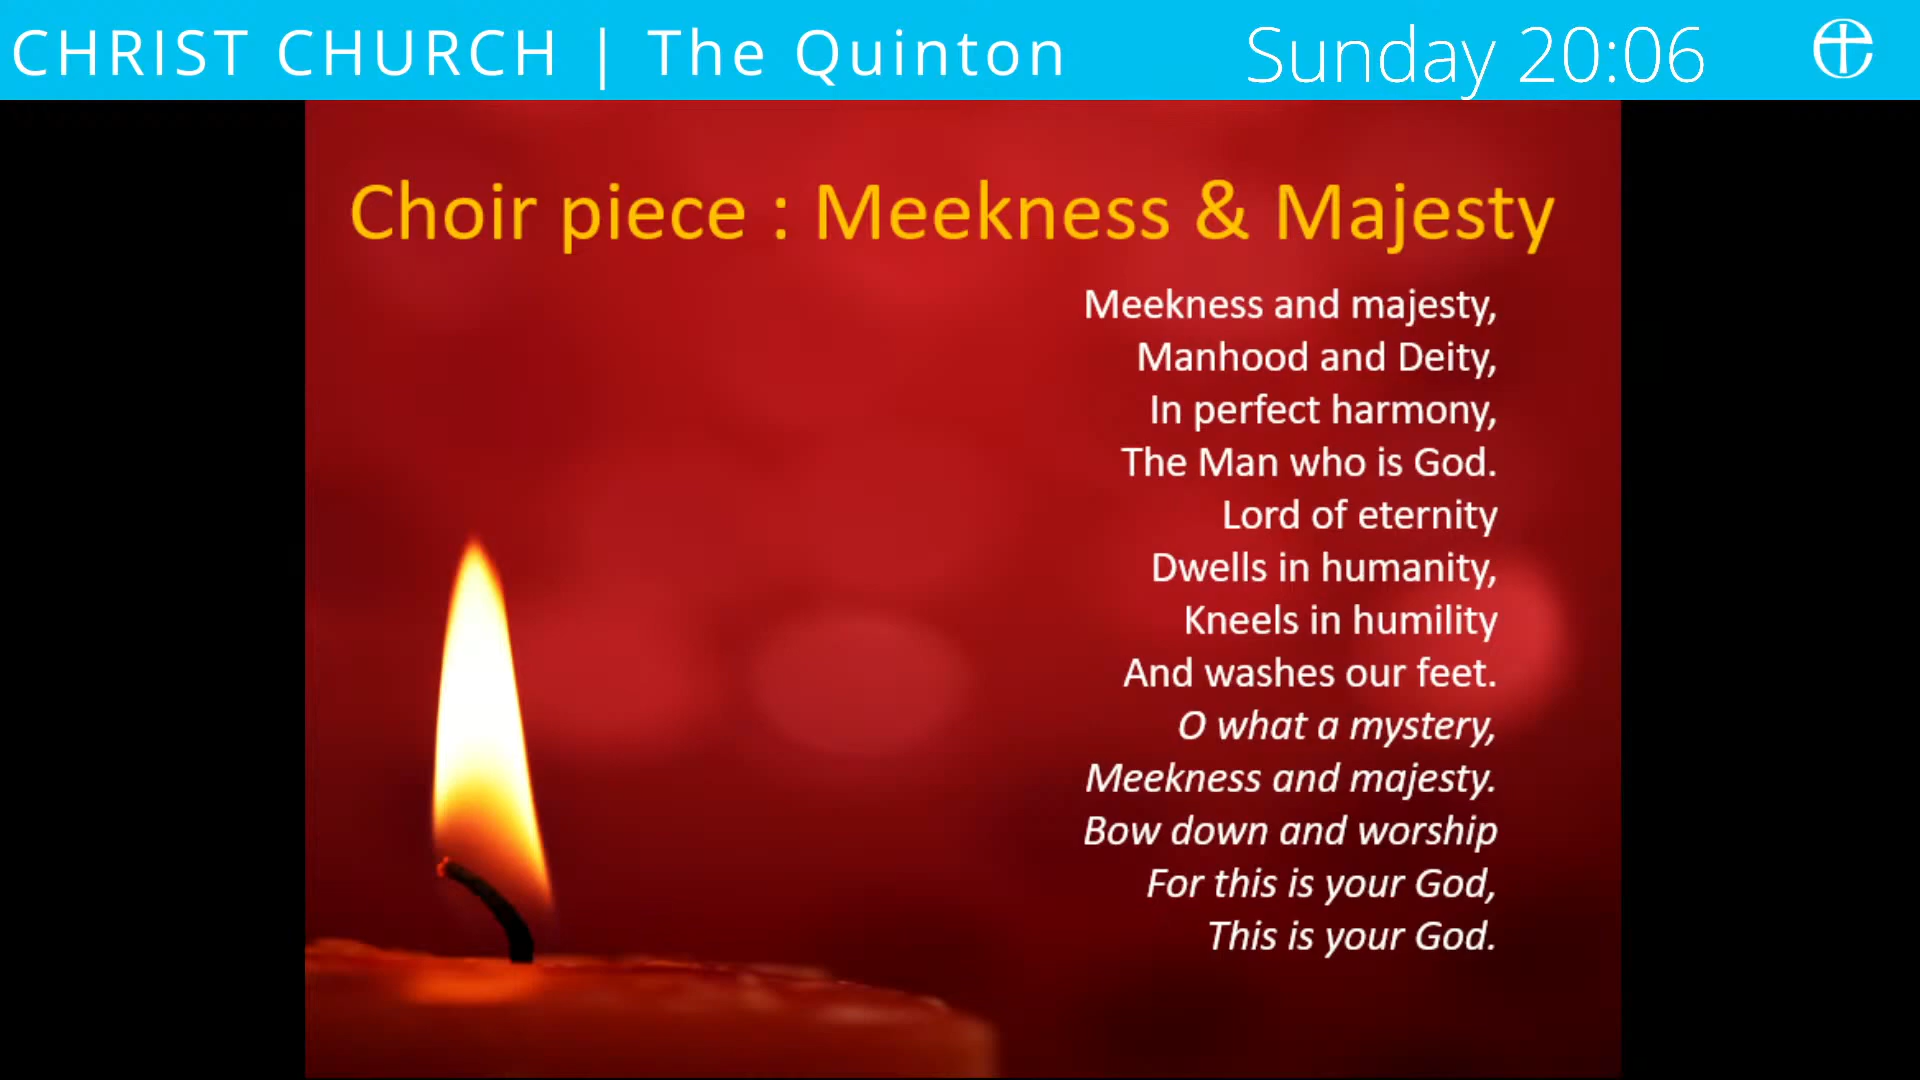 CHRIST CHURCH | The Quinton
Sunday 20:06
Choir piece : Meekness & Majesty
Meekness and majesty,
Manhood and Deity,
In perfect harmony,
The Man who is God.
Lord of eternity
Dwells in humanity,
Kneels in humility
And washes our feet.
O what a mystery,
Meekness and majesty.
Bow down and worship
For this is your God,
This is your God.